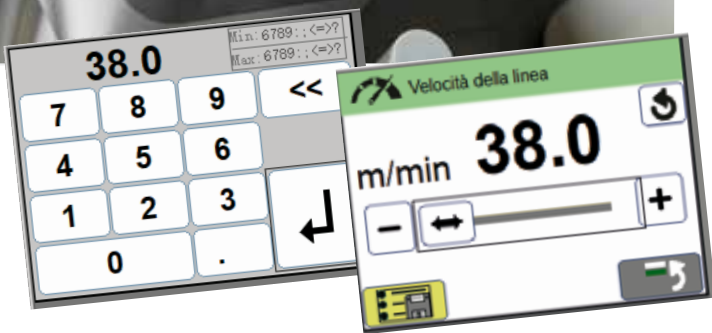 38.0
Min: 6789:;<=>?
Max: 6789:;<=>?
7 8 9 <<
4 5 6
1 2 3
0 .
Velocità della linea
m/min 38.0
- +